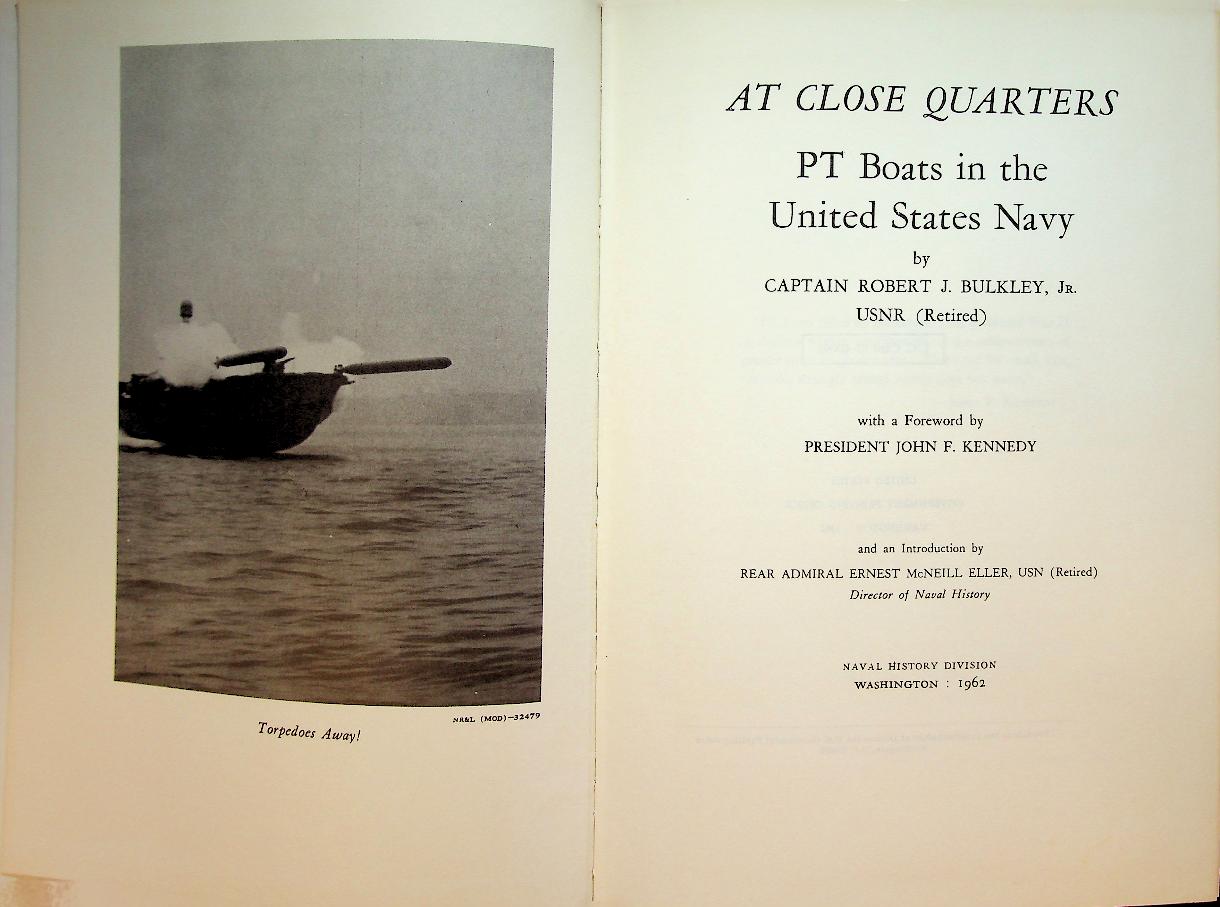 NR&L (MOD)—32479
Torpedoes Away!
AT CLOSE QUARTERS
PT Boats in the
United States Navy
by
CAPTAIN ROBERT J. BULKLEY, Jr.
USNR (Retired)
with a Foreword by
PRESIDENT JOHN F. KENNEDY
and an Introduction by
REAR ADMIRAL ERNEST McNEILL ELLER, USN (Retired)
Director of Naval History
NAVAL HISTORY DIVISION
WASHINGTON : 1962